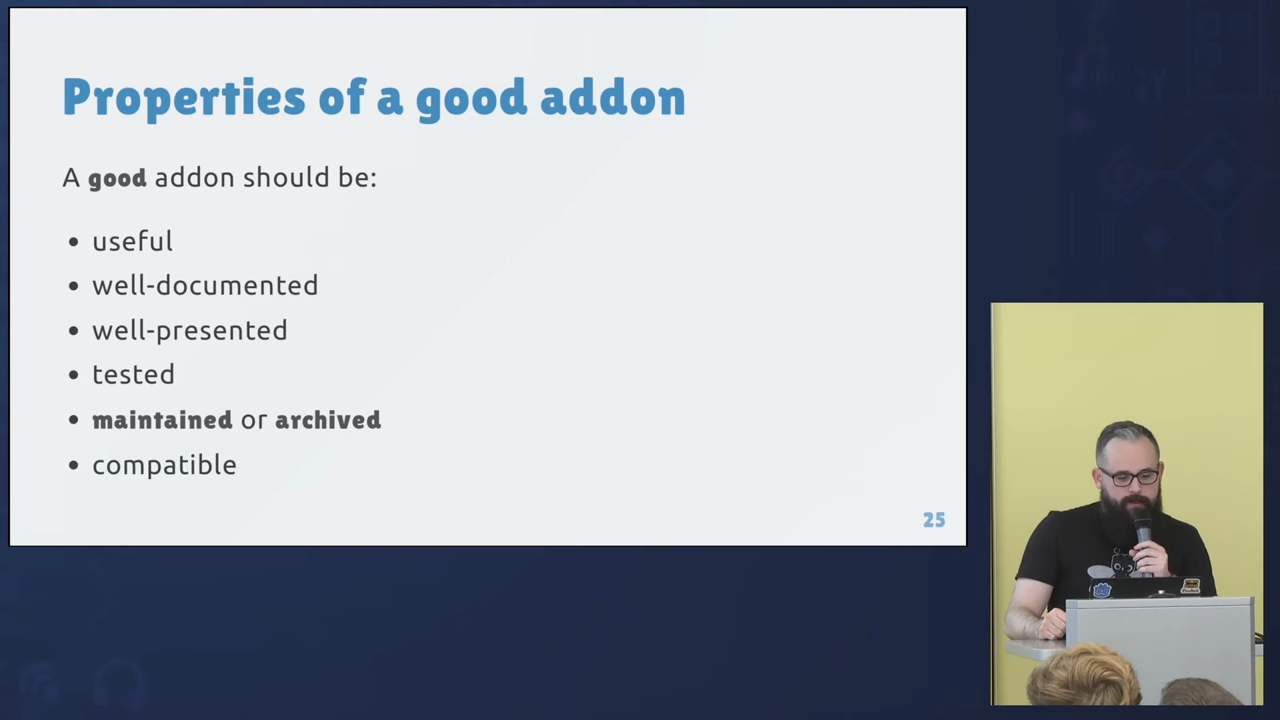 Properties of a good addon
A good addon should be:
• useful
• well-documented
• well-presented
• tested
• maintained or archived
• compatible
25